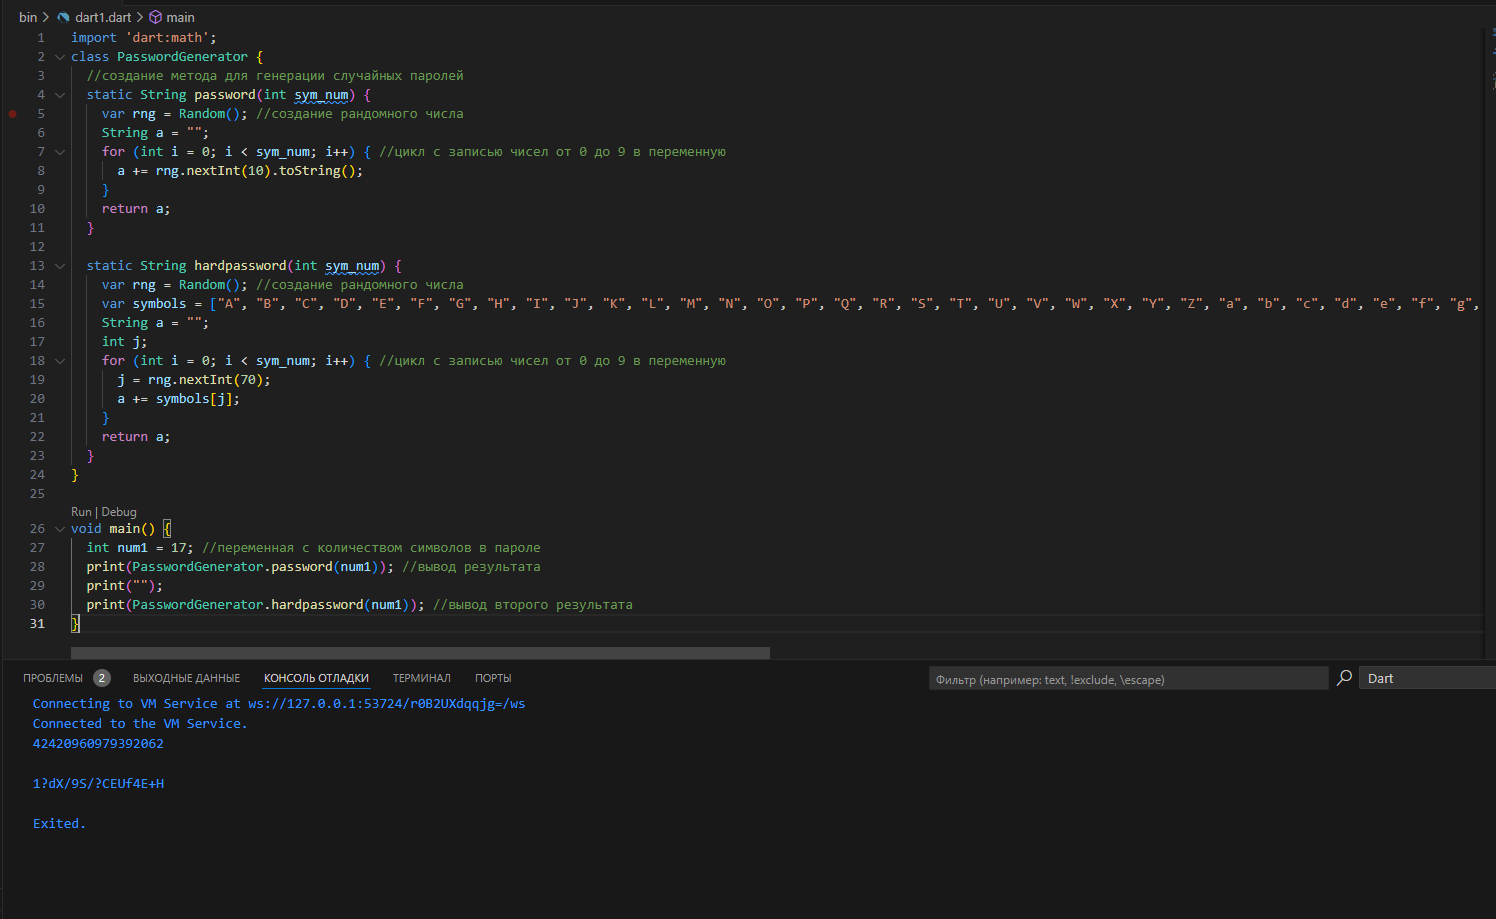 bin > dart1.dart > main
1 import 'dart:math';
2 class PasswordGenerator {
3 //создание метода для генерации случайных паролей
4 static String password(int sym_num) {
5 var rng = Random(); //создание рандомного числа
6 String a = "";
7 for (int i = 0; i < sym_num; i++) { //цикл с записью чисел от 0 до 9 в переменную
8 a += rng.nextInt(10).toString();
9 }
10 return a;
11 }
12
13 static String hardpassword(int sym_num) {
14 var rng = Random(); //создание рандомного числа
15 var symbols = ["A", "B", "C", "D", "E", "F", "G", "H", "I", "J", "K", "L", "M", "N", "O", "P", "Q", "R", "S", "T", "U", "V", "W", "X", "Y", "Z", "a", "b", "c", "d", "e", "f", "g",
16 String a = "";
17 int j;
18 for (int i = 0; i < sym_num; i++) { //цикл с записью чисел от 0 до 9 в переменную
19 j = rng.nextInt(70);
20 a += symbols[j];
21 }
22 return a;
23 }
24 }
25
Run | Debug
26 void main() {
27 int num1 = 17; //переменная с количеством символов в пароле
28 print(PasswordGenerator.password(num1)); //вывод результата
29 print("");
30 print(PasswordGenerator.hardpassword(num1)); //вывод второго результата
31 }
ПРОБЛЕМЫ 2 ВЫХОДНЫЕ ДАННЫЕ КОНСОЛЬ ОТЛАДКИ ТЕРМИНАЛ ПОРТЫ Фильтр (например: text, !exclude, \escape) Dart
Connecting to VM Service at ws://127.0.0.1:53724/r0B2UXdqqjg=/ws
Connected to the VM Service.
42420960979392062
1?dX/9S/?CEUf4E+H
Exited.